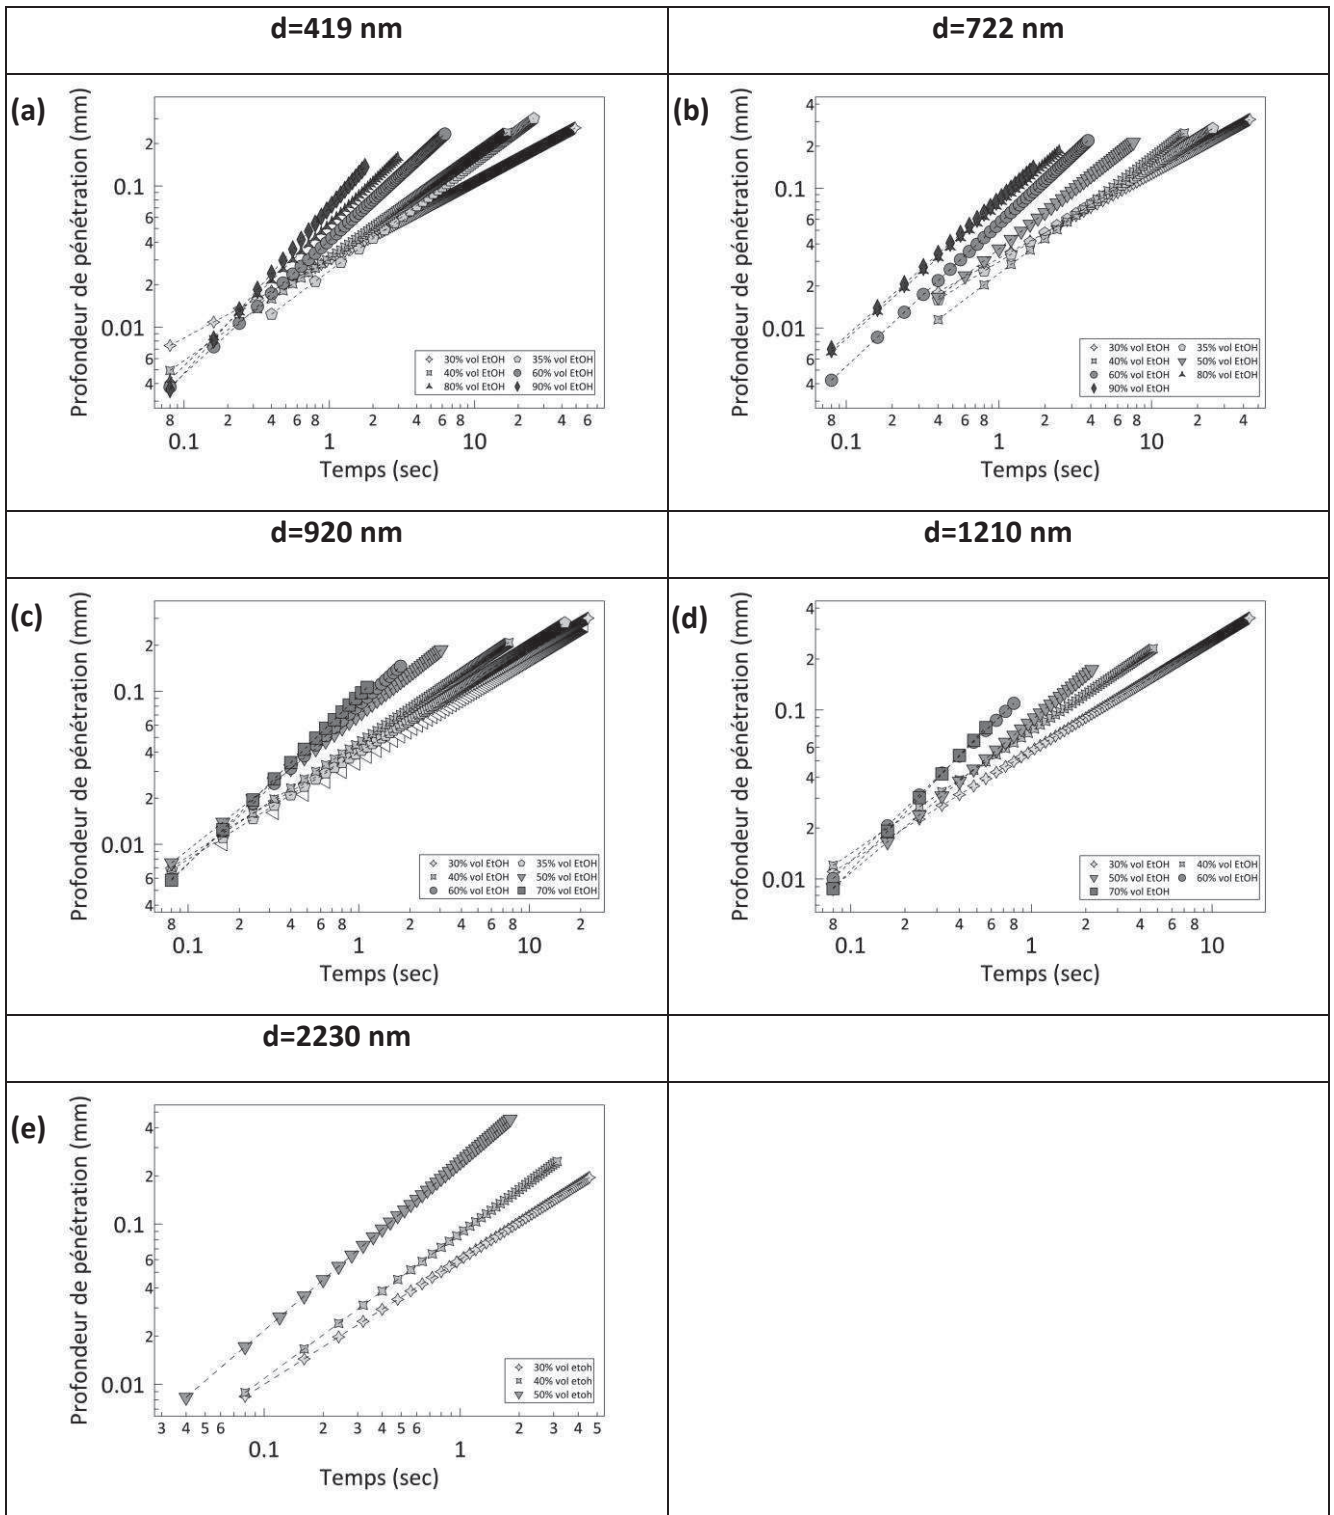 d=419 nm
d=722 nm
(a)
Profondeur de pénétration (mm)
2
0.1
6
4
2
0.01
6
4
30% vol EtOH 35% vol EtOH
40% vol EtOH 60% vol EtOH
80% vol EtOH 90% vol EtOH
8 2 4 6 8 2 4 6 8 2 4 6
0.1 1 10
Temps (sec)
(b)
Profondeur de pénétration (mm)
4
2
0.1
6
4
2
0.01
6
4
30% vol EtOH 35% vol EtOH
40% vol EtOH 50% vol EtOH
60% vol EtOH 80% vol EtOH
90% vol EtOH
8 2 4 6 8 2 4 6 8 2 4
0.1 1 10
Temps (sec)
d=920 nm
d=1210 nm
(c)
Profondeur de pénétration (mm)
2
0.1
8
6
4
2
0.01
8
6
4
30% vol EtOH 35% vol EtOH
40% vol EtOH 50% vol EtOH
60% vol EtOH 70% vol EtOH
8 2 4 6 8 2 4 6 8 2
0.1 1 10
Temps (sec)
(d)
Profondeur de pénétration (mm)
4
2
0.1
6
4
2
0.01
30% vol EtOH 40% vol EtOH
50% vol EtOH 60% vol EtOH
70% vol EtOH
8 2 4 6 8 2 4 6 8
0.1 1 10
Temps (sec)
d=2230 nm
(e)
Profondeur de pénétration (mm)
4
2
0.1
6
4
2
0.01
30% vol etoh
40% vol etoh
50% vol etoh
3 4 5 6 2 3 4 5 6 2 3 4 5
0.1 1
Temps (sec)